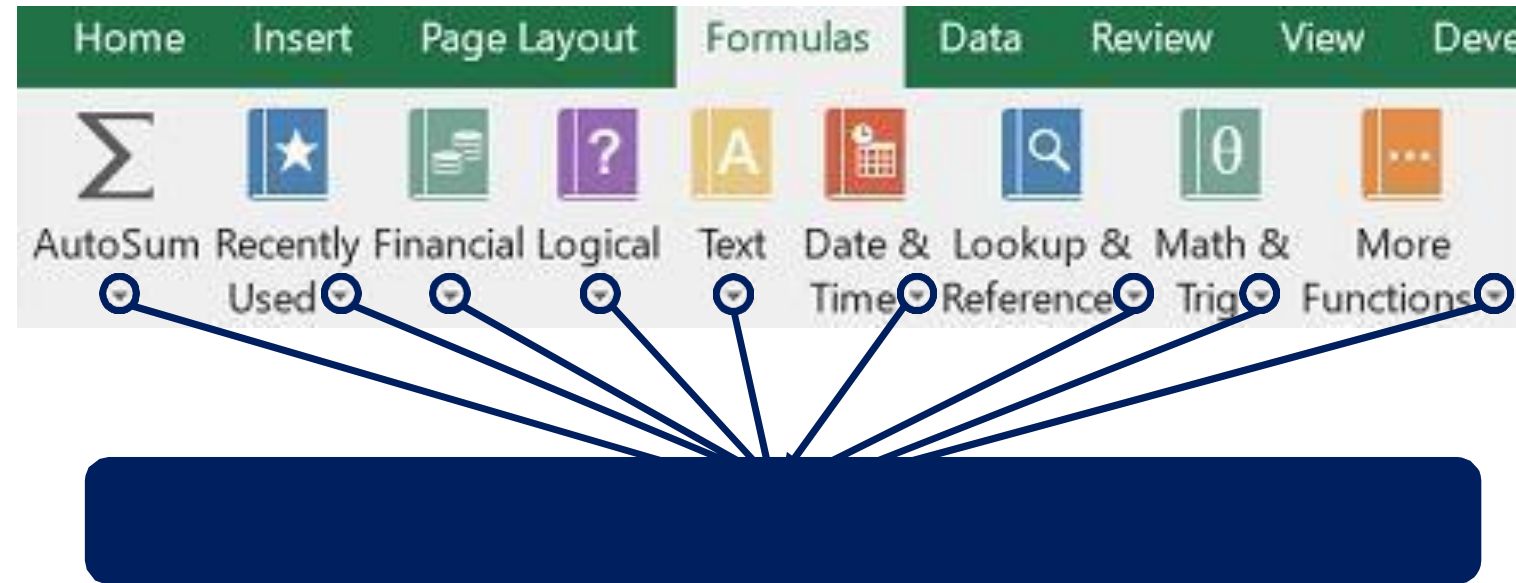 Home Insert Page Layout Formulas Data Review View Deve
Σ ? A θ
AutoSum Recently Financial Logical Text Date & Lookup & Math & More
Used Time Reference Trig Functions